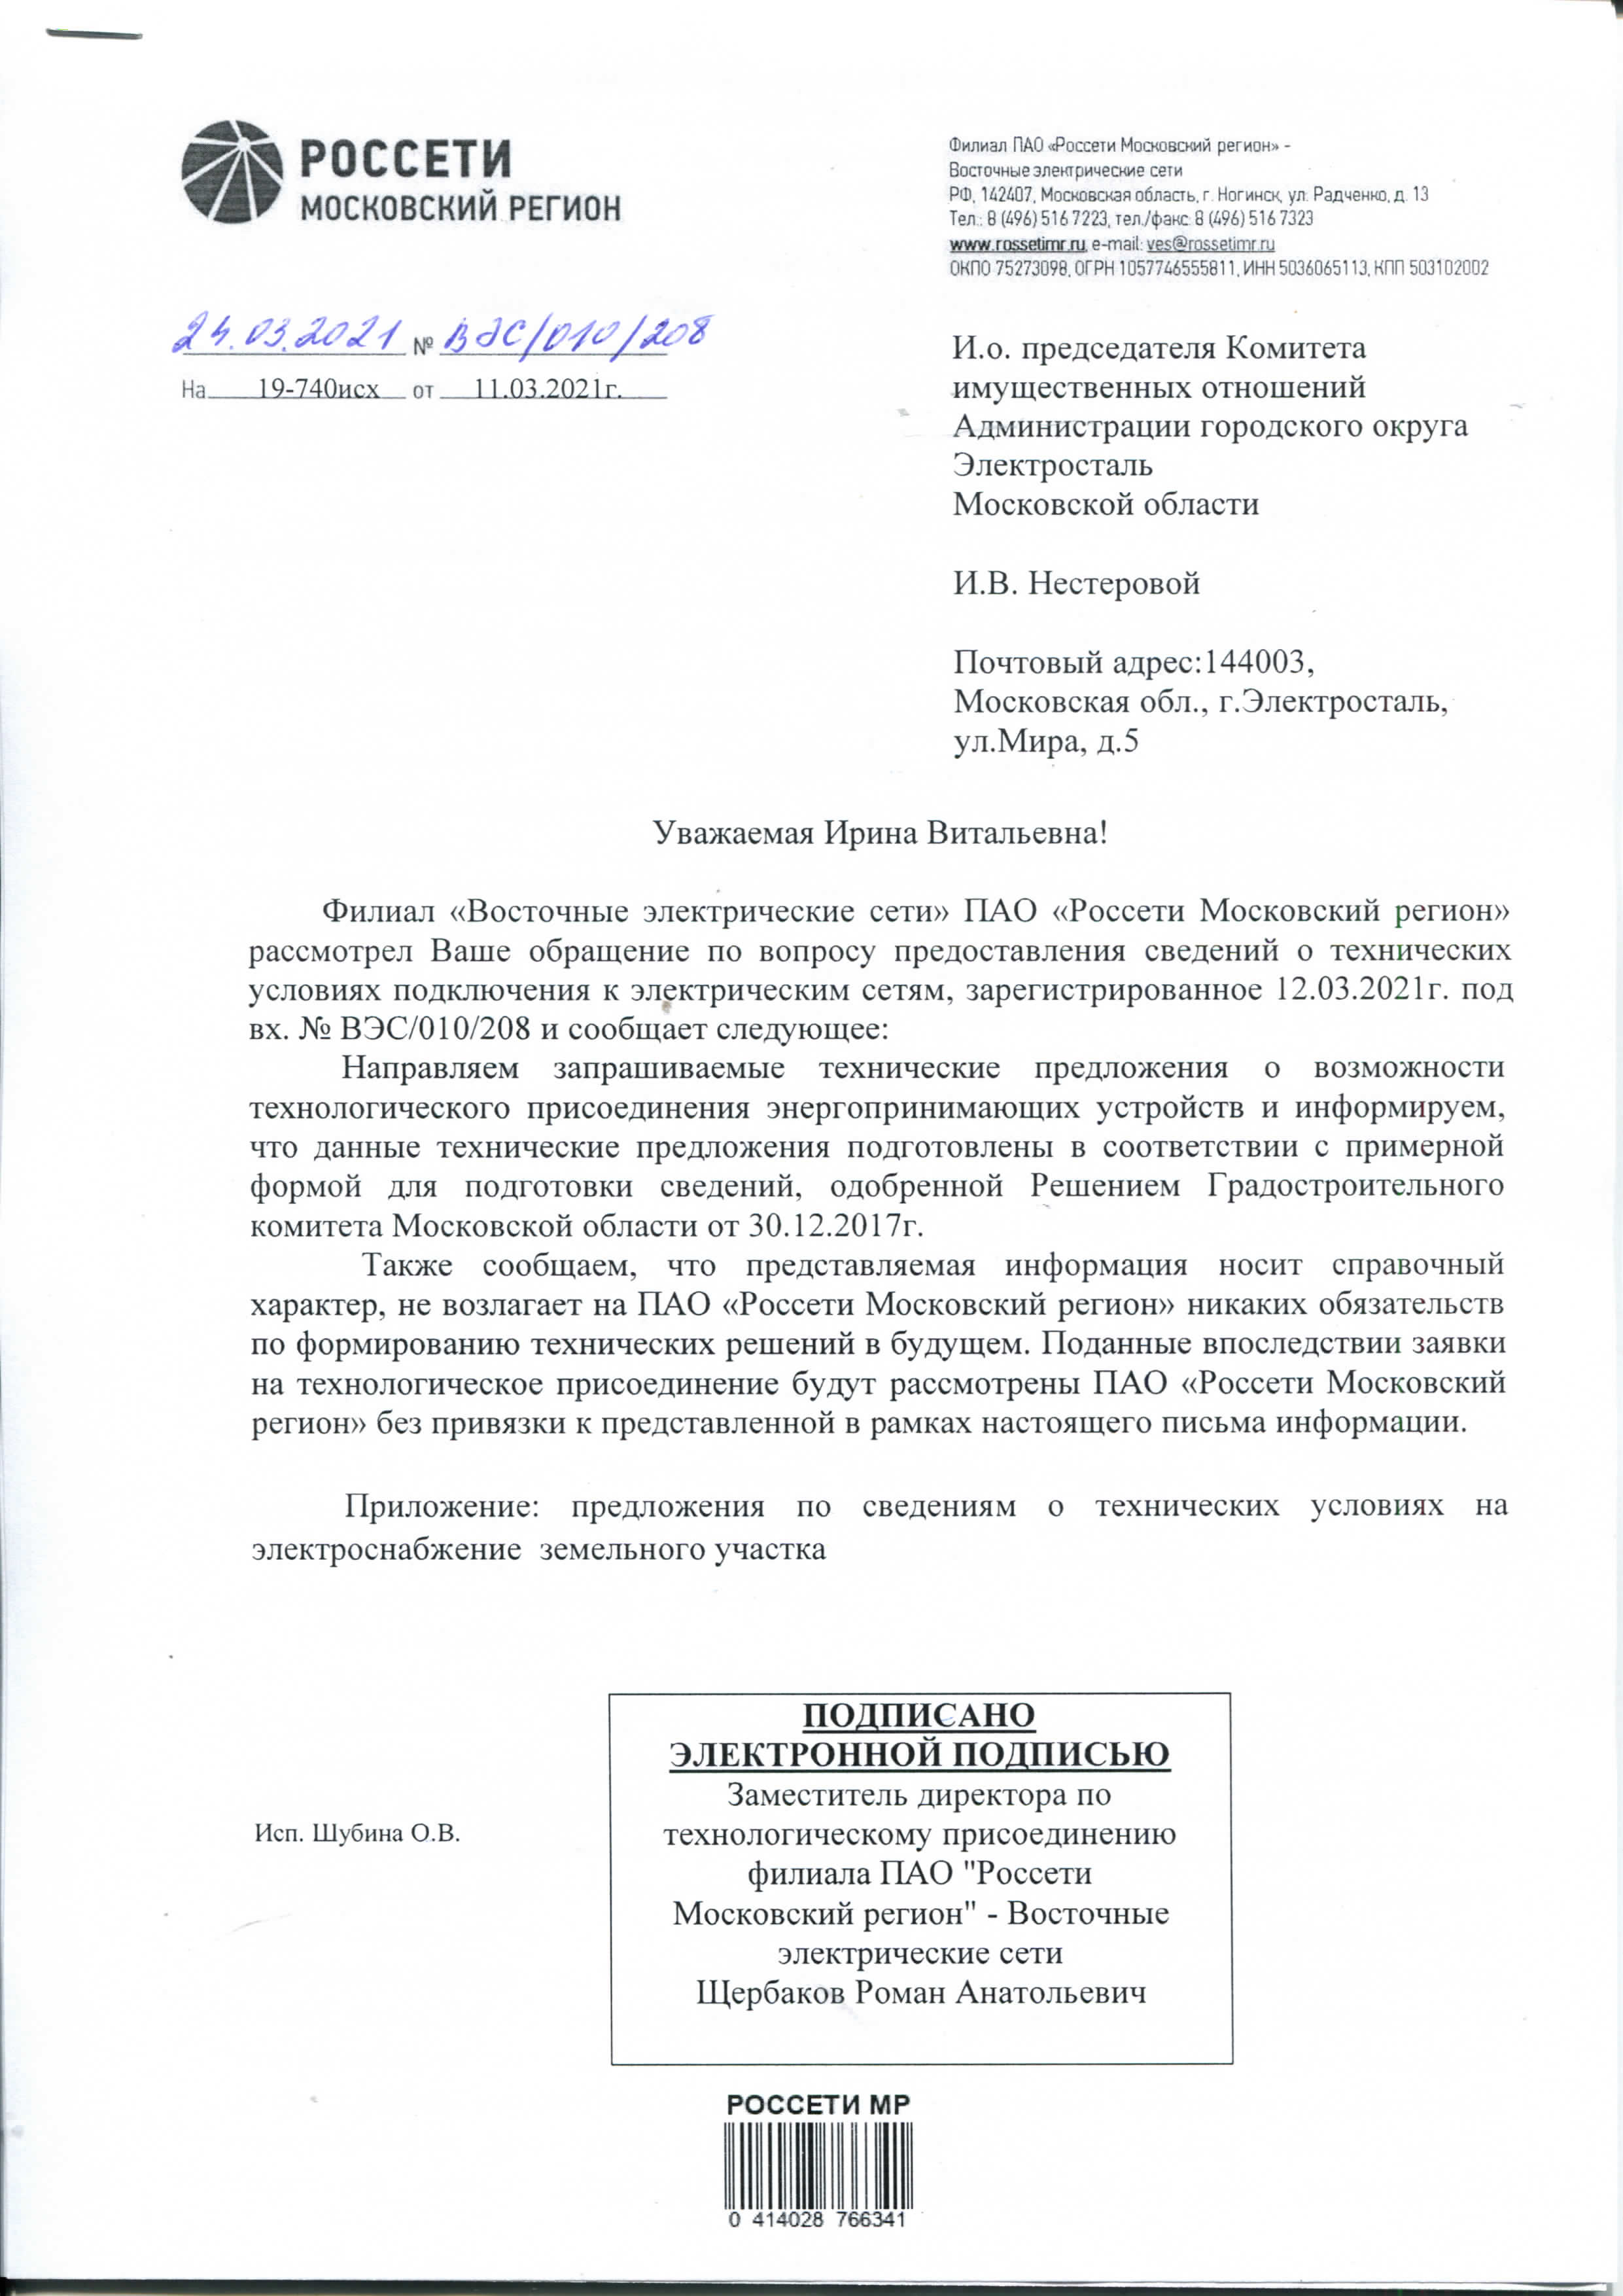 РОССЕТИ
МОСКОВСКИЙ РЕГИОН
Филиал ПАО «Россети Московский регион» -
Восточные электрические сети
РФ, 142407, Московская область, г. Ногинск, ул. Радченко, д. 13
Тел.: 8 (496) 516 7223, тел./факс: 8 (496) 516 7323
www.rossetimr.ru, e-mail: ves@rossetimr.ru
ОКПО 75273098, ОГРН 1057746555811, ИНН 5036065113, КПП 503102002
24.03.2021 № ВЭС/010/208
На 19-740исх от 11.03.2021г.
И.о. председателя Комитета
имущественных отношений
Администрации городского округа
Электросталь
Московской области
И.В. Нестеровой
Почтовый адрес:144003,
Московская обл., г.Электросталь,
ул.Мира, д.5
Уважаемая Ирина Витальевна!
Филиал «Восточные электрические сети» ПАО «Россети Московский регион»
рассмотрел Ваше обращение по вопросу предоставления сведений о технических
условиях подключения к электрическим сетям, зарегистрированное 12.03.2021г. под
вх. № ВЭС/010/208 и сообщает следующее:
Направляем запрашиваемые технические предложения о возможности
технологического присоединения энергопринимающих устройств и информируем,
что данные технические предложения подготовлены в соответствии с примерной
формой для подготовки сведений, одобренной Решением Градостроительного
комитета Московской области от 30.12.2017г.
Также сообщаем, что представляемая информация носит справочный
характер, не возлагает на ПАО «Россети Московский регион» никаких обязательств
по формированию технических решений в будущем. Поданные впоследствии заявки
на технологическое присоединение будут рассмотрены ПАО «Россети Московский
регион» без привязки к представленной в рамках настоящего письма информации.
Приложение: предложения по сведениям о технических условиях на
электроснабжение земельного участка
ПОДПИСАНО
ЭЛЕКТРОННОЙ ПОДПИСЬЮ
Заместитель директора по
технологическому присоединению
филиала ПАО "Россети
Московский регион" - Восточные
электрические сети
Щербаков Роман Анатольевич
Исп. Шубина О.В.
РОССЕТИ МР
0 414028 766341